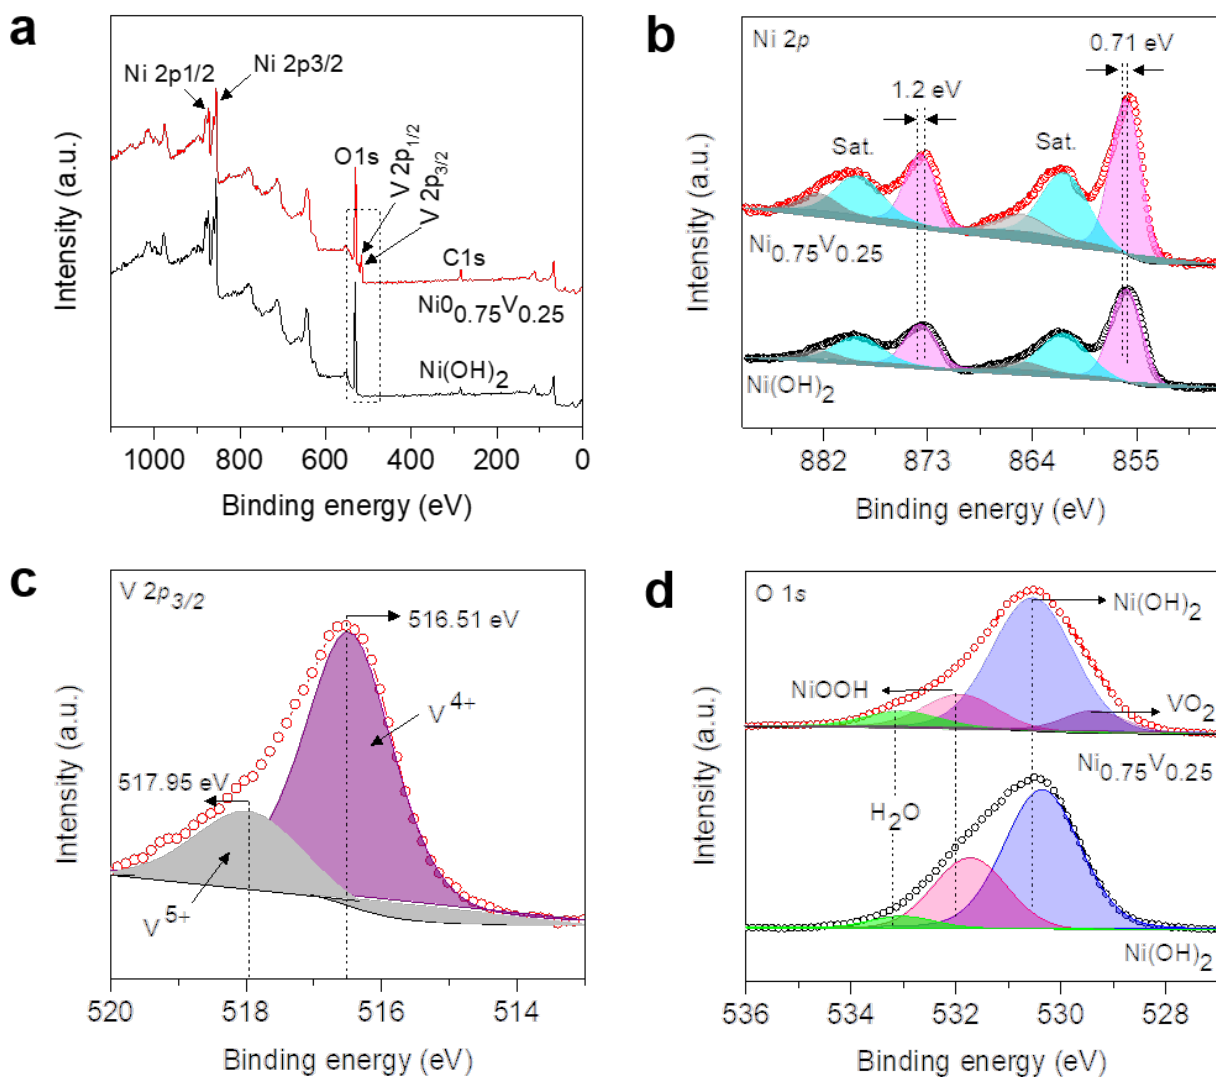 a
Ni 2p1/2
Ni 2p3/2
O1s
V 2p1/2
V 2p3/2
C1s
Ni00.75V0.25
Ni(OH)2
Intensity (a.u.)
1000 800 600 400 200 0
Binding energy (eV)
b
Ni 2p
0.71 eV
1.2 eV
Sat.
Sat.
Ni0.75V0.25
Ni(OH)2
Intensity (a.u.)
882 873 864 855
Binding energy (eV)
c
V 2p3/2
516.51 eV
V4+
517.95 eV
V5+
Intensity (a.u.)
520 518 516 514
Binding energy (eV)
d
O 1s
Ni(OH)2
NiOOH
VO2
Ni0.75V0.25
H2O
Ni(OH)2
Intensity (a.u.)
536 534 532 530 528
Binding energy (eV)